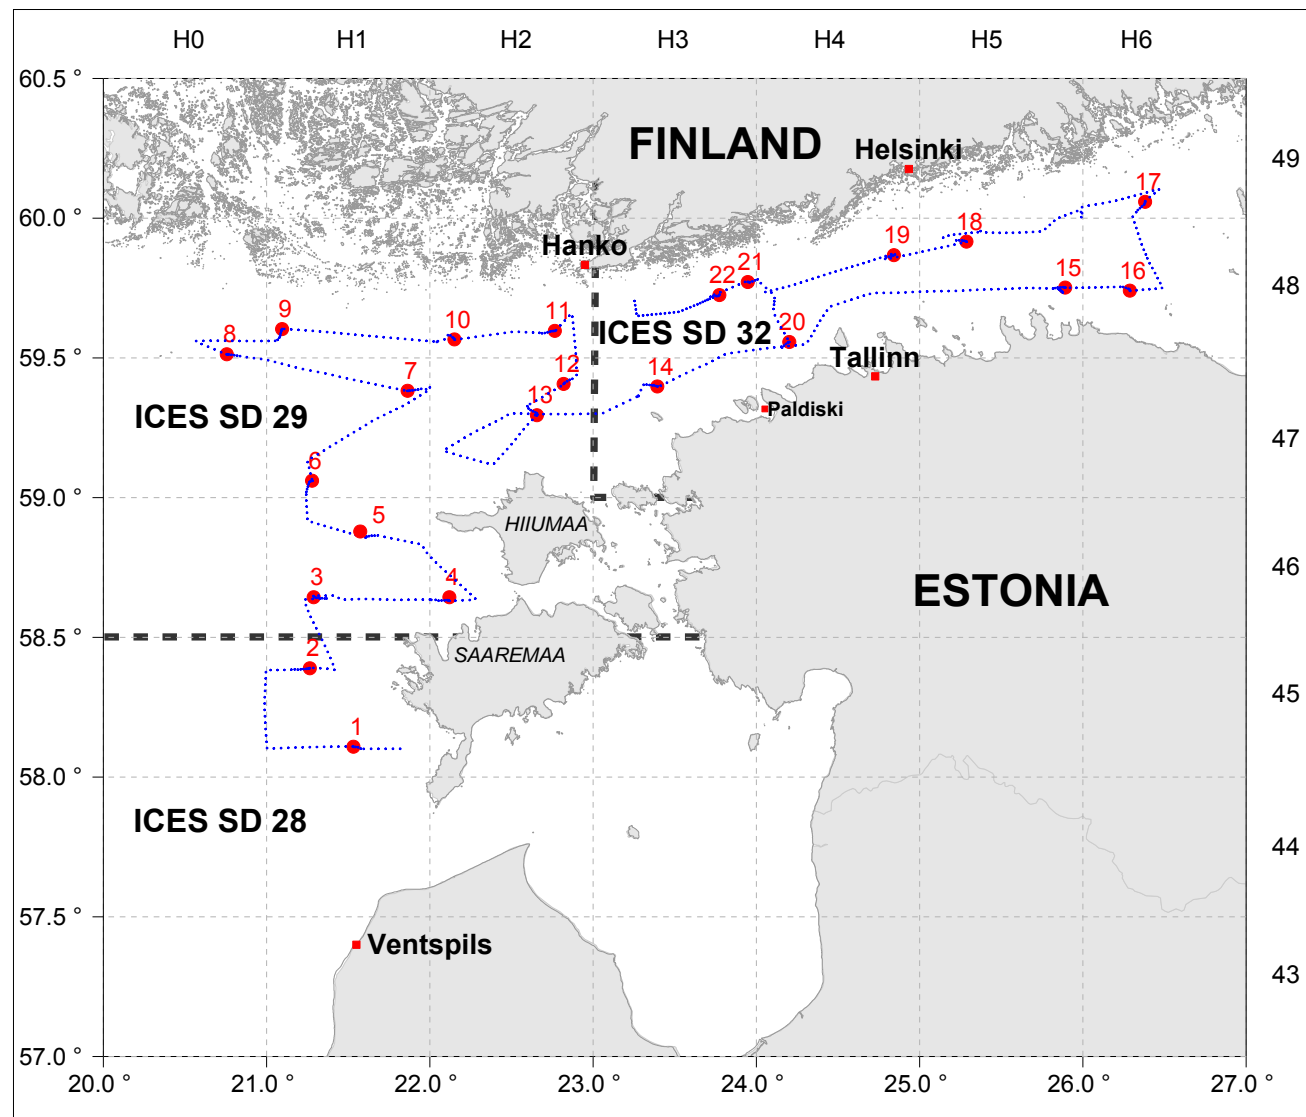 H0 H1 H2 H3 H4 H5 H6
60.5 °
FINLAND
Helsinki
49
17
60.0 °
18
Hanko
19
21
22
15
16
48
9
11
10
8
ICES SD 32
20
59.5 °
Tallinn
12
7
14
13
Paldiski
ICES SD 29
47
6
59.0 °
5
HIIUMAA
3
4
46
ESTONIA
58.5 °
2
SAAREMAA
45
1
58.0 °
ICES SD 28
44
57.5 °
Ventspils
43
57.0 °
20.0 ° 21.0 ° 22.0 ° 23.0 ° 24.0 ° 25.0 ° 26.0 ° 27.0 °